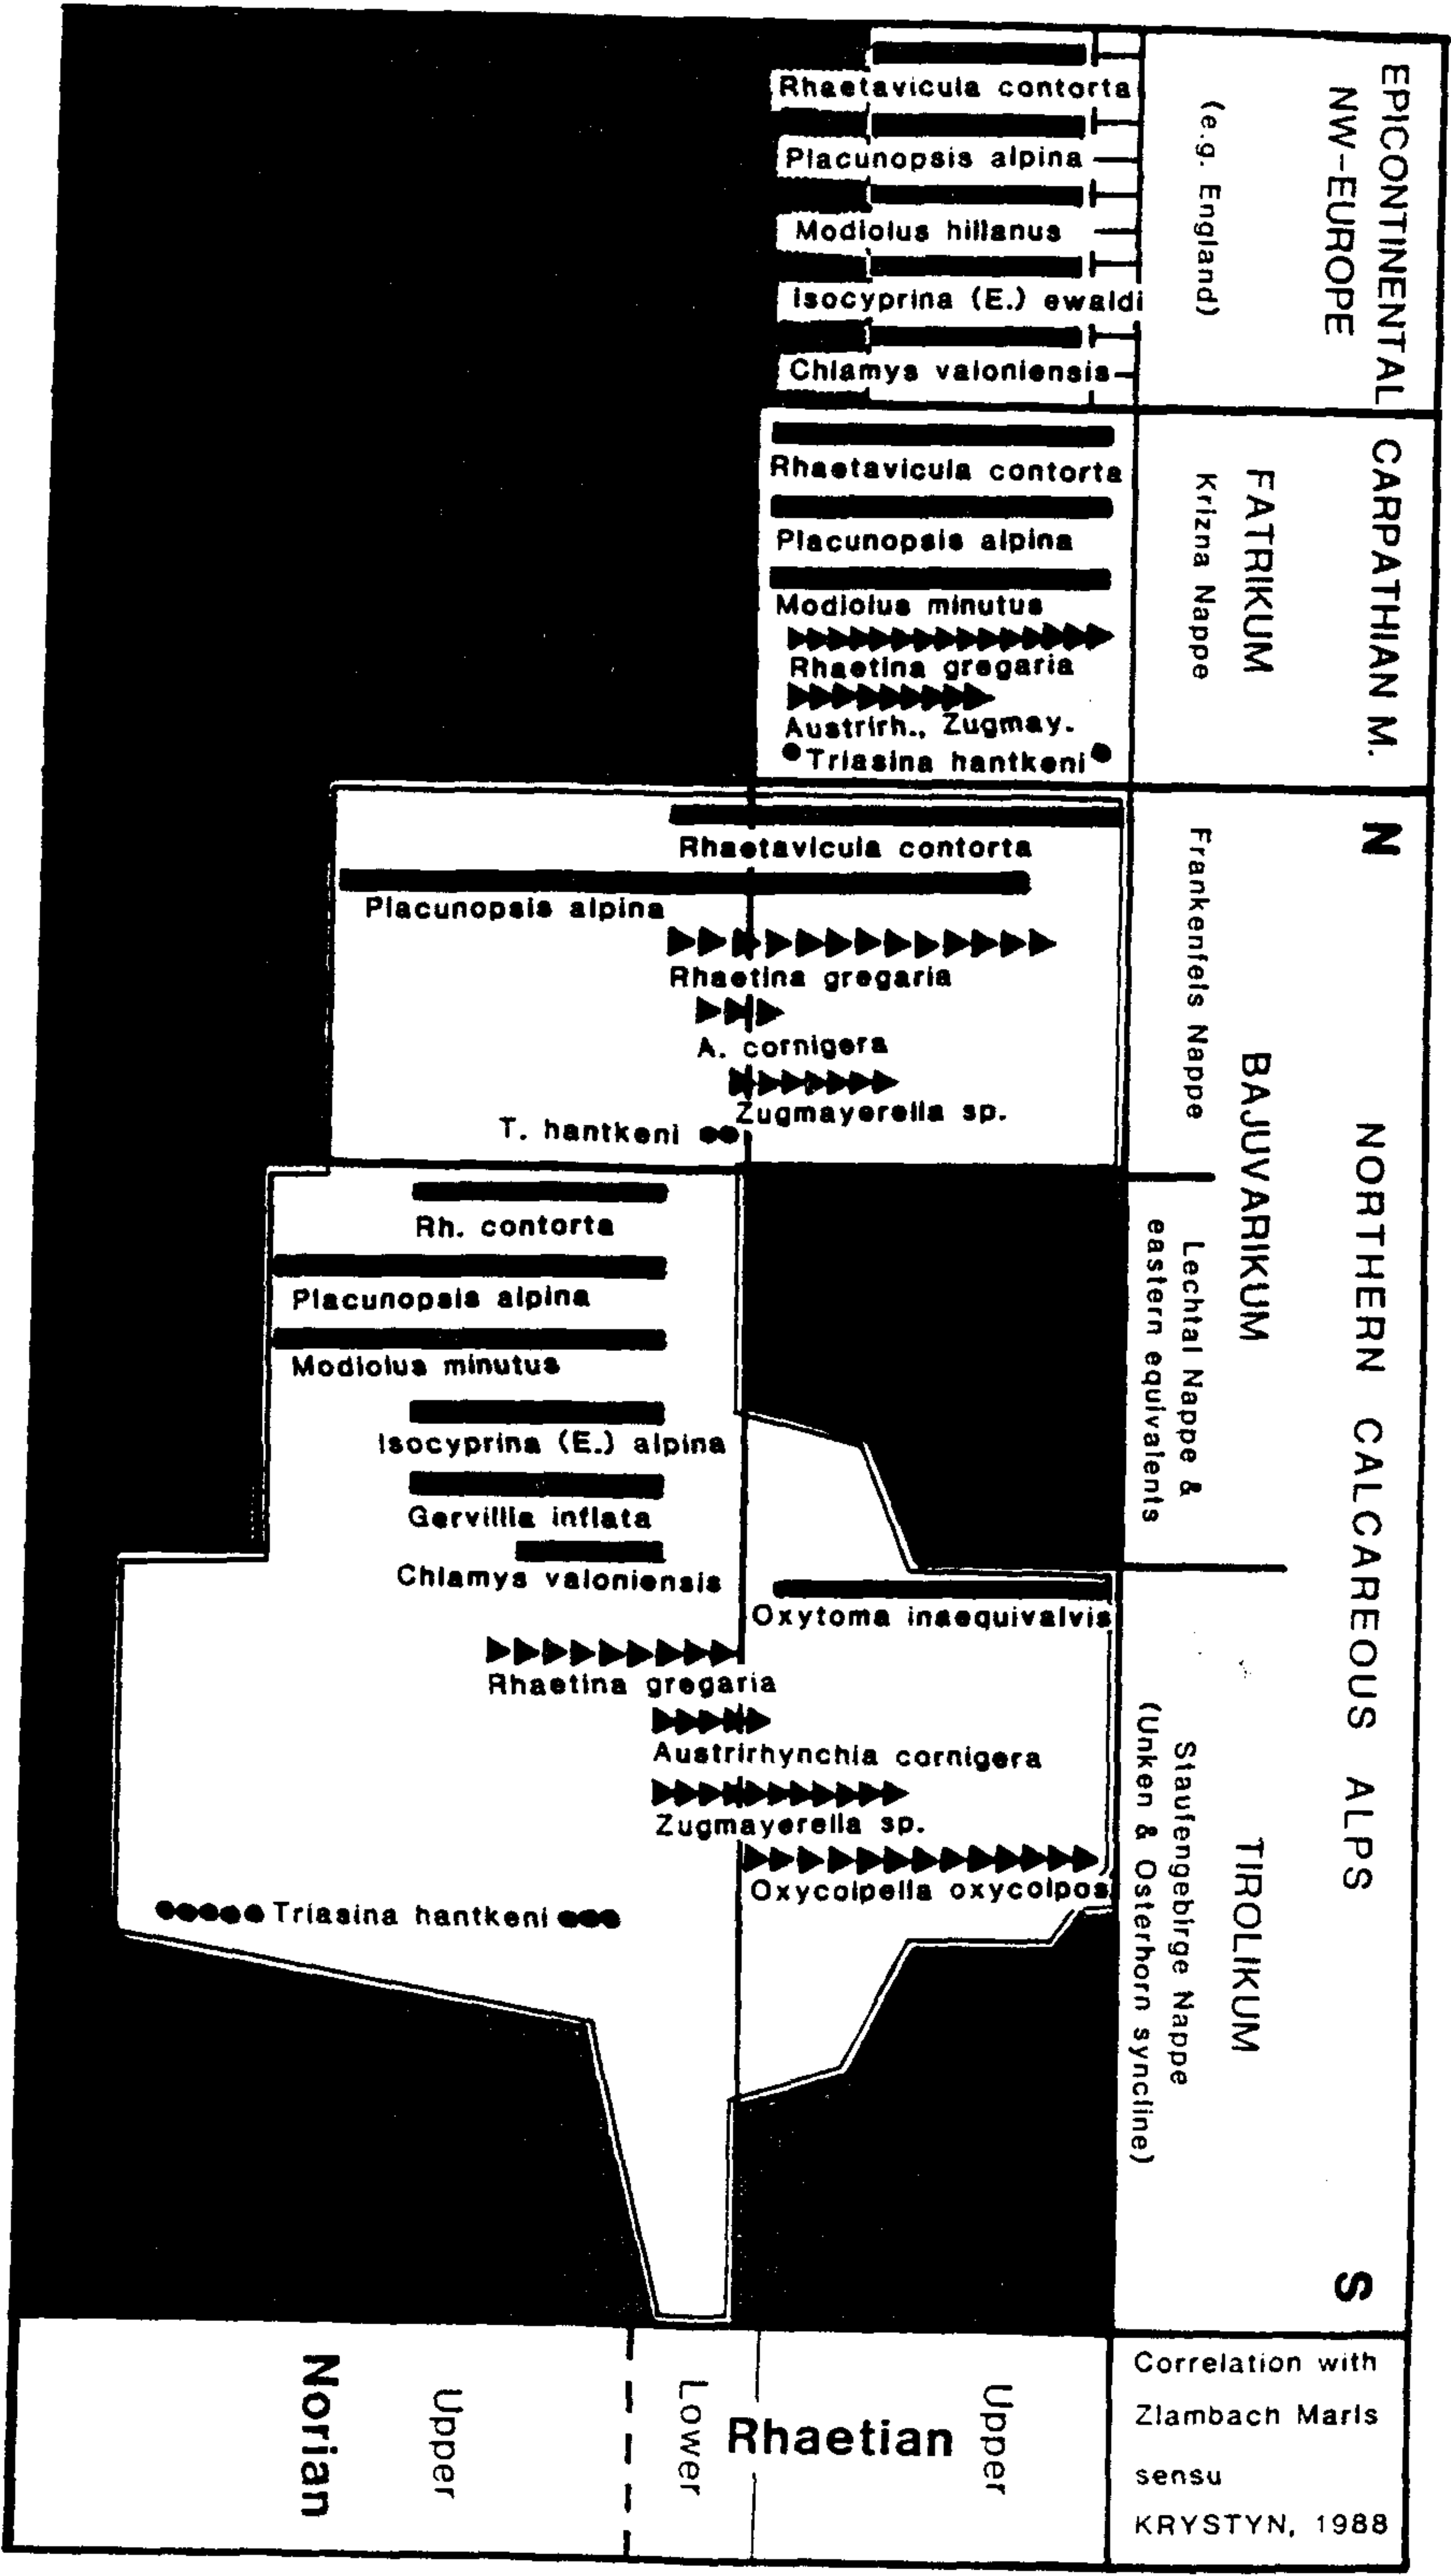 EPICONTINENTAL
NW-EUROPE
(e.g. England)
Rhaetavicula contorta
Placunopsis alpina
Modiolus hillanus
Isocyprina (E.) ewaldi
Chlamys valoniensis
CARPATHIAN M.
FATRIKUM
Krizna Nappe
Rhaetavicula contorta
Placunopsis alpina
Modiolus minutus
Rhaetina gregaria
Austrirh., Zugmay.
Triasina hantkeni
N
NORTHERN CALCAREOUS ALPS
S
BAJUVARIKUM
Frankenfels Nappe
Rhaetavicula contorta
Placunopsis alpina
Rhaetina gregaria
A. cornigera
Zugmayerella sp.
T. hantkeni
Lechtal Nappe &
eastern equivalents
Rh. contorta
Placunopsis alpina
Modiolus minutus
Isocyprina (E.) alpina
Gervillia inflata
Chlamys valoniensis
TIROLIKUM
Staufengebirge Nappe
(Unken & Osterhorn syncline)
Oxytoma inaequivalvis
Rhaetina gregaria
Austrirhynchia cornigera
Zugmayerella sp.
Oxycolpella oxycolpos
Triasina hantkeni
Correlation with
Zlambach Marls
sensu
KRYSTYN, 1988
Upper
Rhaetian
Lower
Upper
Norian